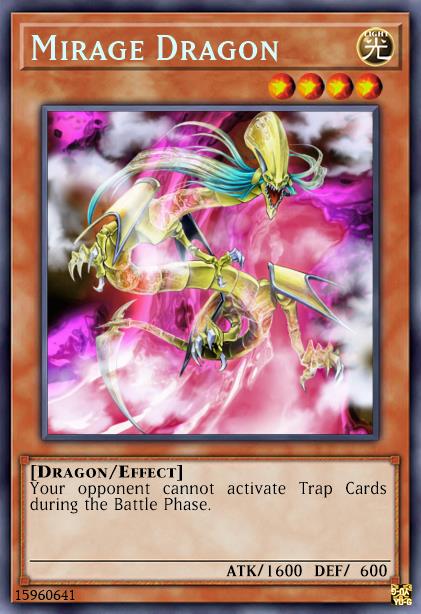 Mirage Dragon
LIGHT
光
[Dragon/Effect]
Your opponent cannot activate Trap Cards
during the Battle Phase.
ATK/1600 DEF/ 600
15960641